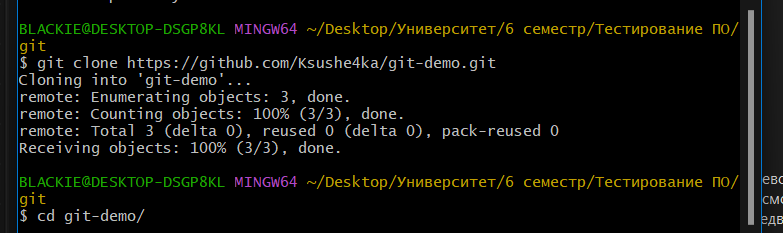 BLACKIE@DESKTOP-DSGP8KL MINGW64 ~/Desktop/Университет/6 семестр/Тестирование ПО/
git
$ git clone https://github.com/Ksushe4ka/git-demo.git
Cloning into 'git-demo'...
remote: Enumerating objects: 3, done.
remote: Counting objects: 100% (3/3), done.
remote: Total 3 (delta 0), reused 0 (delta 0), pack-reused 0
Receiving objects: 100% (3/3), done.
BLACKIE@DESKTOP-DSGP8KL MINGW64 ~/Desktop/Университет/6 семестр/Тестирование ПО/
git
$ cd git-demo/